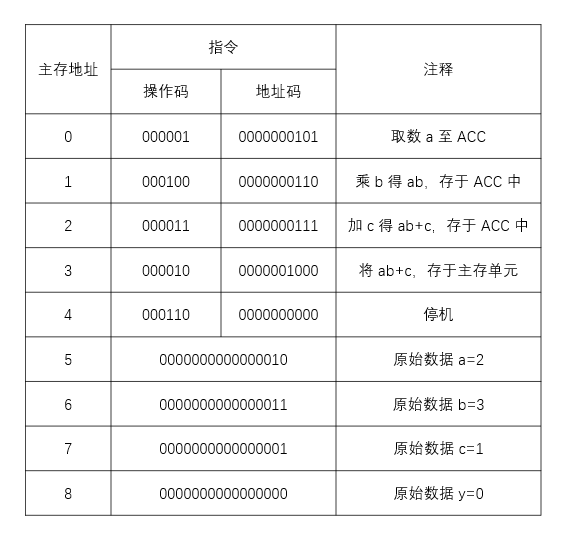 主存地址 指令 注释
操作码 地址码
0 000001 0000000101 取数 a 至 ACC
1 000100 0000000110 乘 b 得 ab，存于 ACC 中
2 000011 0000000111 加 c 得 ab+c，存于 ACC 中
3 000010 0000001000 将 ab+c，存于主存单元
4 000110 0000000000 停机
5 0000000000000010 原始数据 a=2
6 0000000000000011 原始数据 b=3
7 0000000000000001 原始数据 c=1
8 0000000000000000 原始数据 y=0